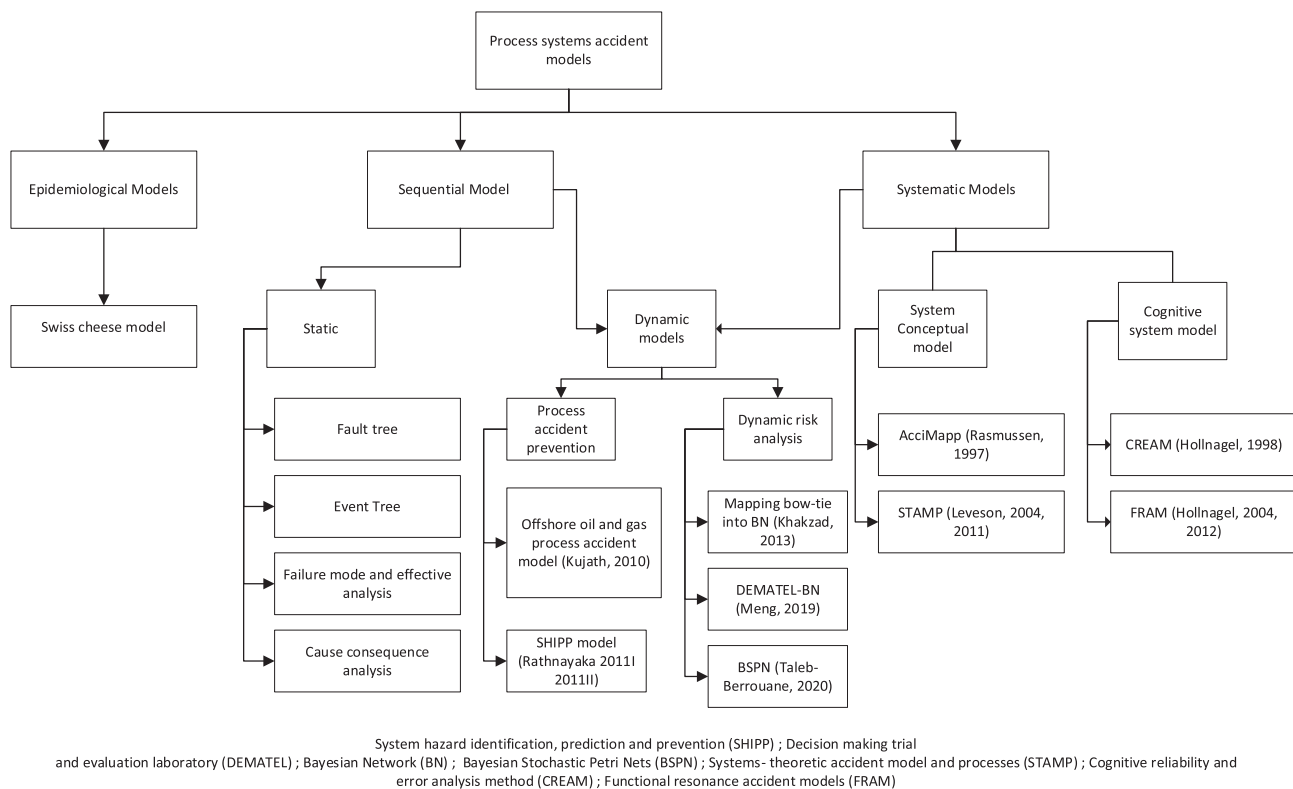 Process systems accident
models
Epidemiological Models
Sequential Model
Systematic Models
Swiss cheese model
Static
Dynamic
models
System
Conceptual
model
Cognitive
system model
Fault tree
Event Tree
Failure mode and effective
analysis
Cause consequence
analysis
Process
accident
prevention
Offshore oil and gas
process accident
model (Kujath, 2010)
SHIPP model
(Rathnayaka 2011I
2011II)
Dynamic risk
analysis
Mapping bow-tie
into BN (Khakzad,
2013)
DEMATEL-BN
(Meng, 2019)
BSPN (Taleb-
Berrouane, 2020)
AcciMapp (Rasmussen,
1997)
STAMP (Leveson, 2004,
2011)
CREAM (Hollnagel, 1998)
FRAM (Hollnagel, 2004,
2012)
System hazard identification, prediction and prevention (SHIPP) ; Decision making trial
and evaluation laboratory (DEMATEL) ; Bayesian Network (BN) ; Bayesian Stochastic Petri Nets (BSPN) ; Systems- theoretic accident model and processes (STAMP) ; Cognitive reliability and
error analysis method (CREAM) ; Functional resonance accident models (FRAM)